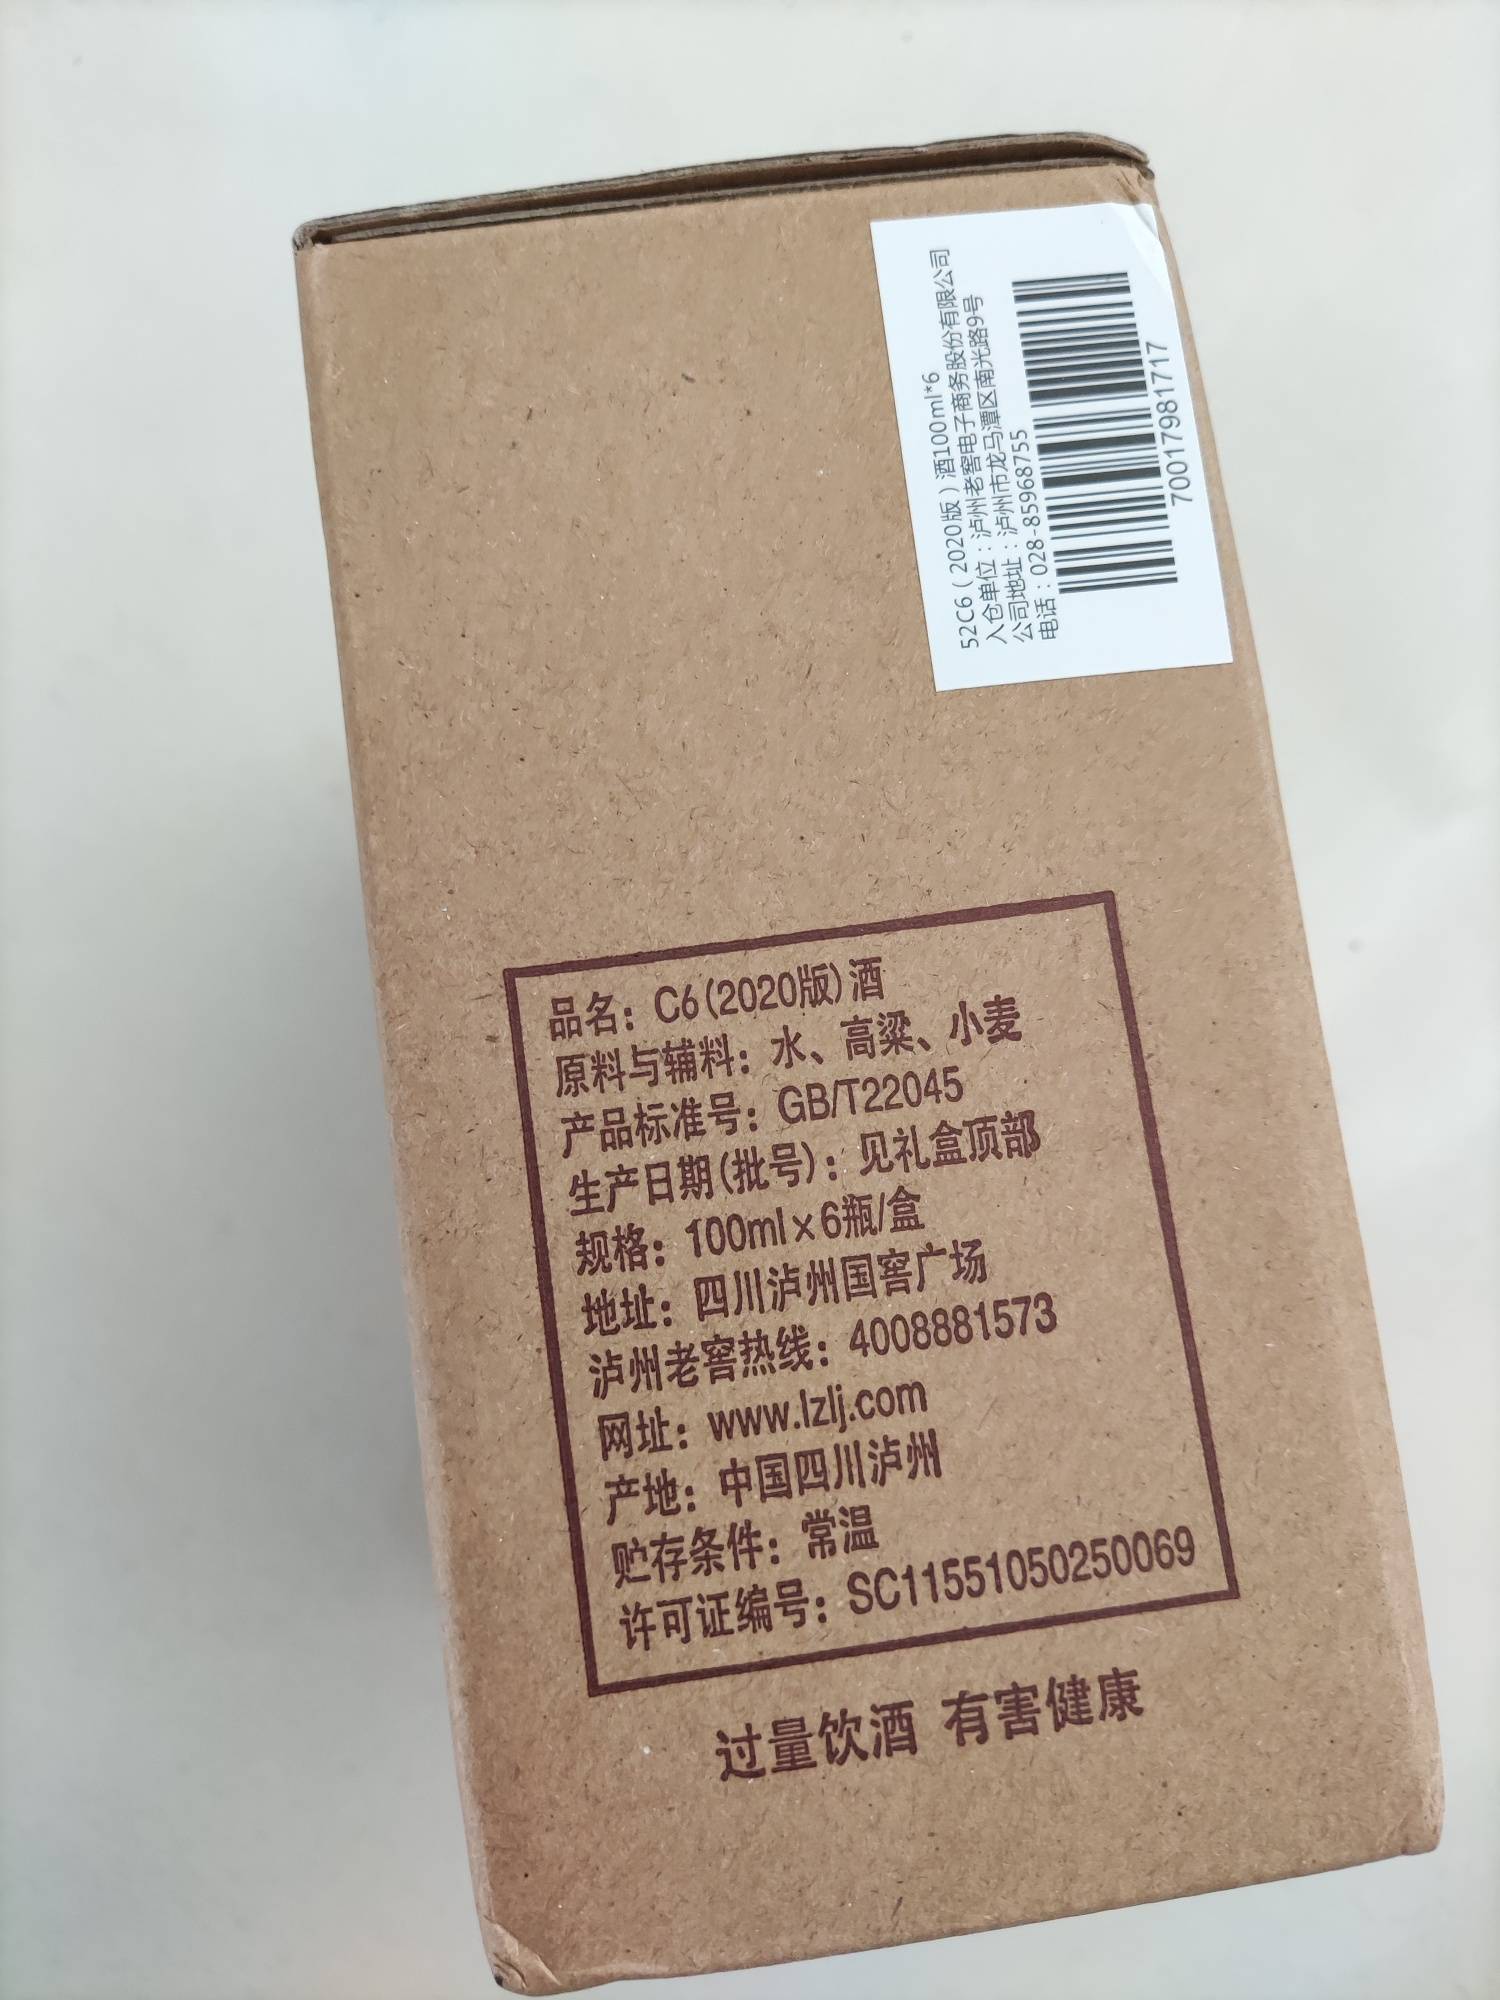 52C6（2020版）酒100ml*6
入仓单位：泸州老窖电子商务股份有限公司
公司地址：泸州市龙马潭区南光路9号
电话：028-85968755
7001798​1717
品名：C6(2020版)酒
原料与辅料：水、高粱、小麦
产品标准号：GB/T22045
生产日期(批号)：见礼盒顶部
规格：100ml×6瓶/盒
地址：四川泸州国窖广场
泸州老窖热线：4008881573
网址：www.lzlj.com
产地：中国四川泸州
贮存条件：常温
许可证编号：SC11551050250069
过量饮酒 有害健康